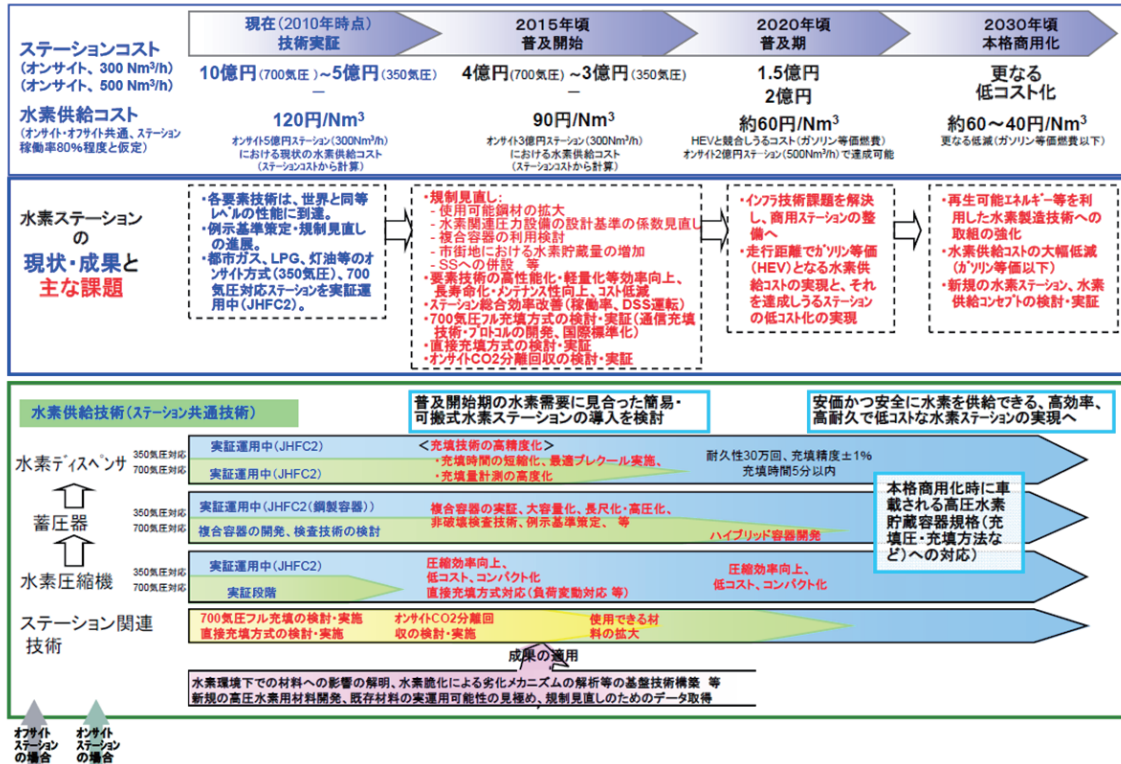 現在(2010年時点)
技術実証
2015年頃
普及開始
2020年頃
普及期
2030年頃
本格商用化
ステーションコスト
(オンサイト、300 Nm³/h)
(オンサイト、500 Nm³/h)
10億円(700気圧)~5億円(350気圧)
—
4億円(700気圧)~3億円(350気圧)
—
1.5億円
2億円
更なる
低コスト化
水素供給コスト
(オンサイト・オフサイト共通、ステーション
稼働率80%程度と仮定)
120円/Nm³
オンサイト5億円ステーション(300Nm³/h)
における現状の水素供給コスト
(ステーションコストから計算)
90円/Nm³
オンサイト3億円ステーション(300Nm³/h)
における水素供給コスト
(ステーションコストから計算)
約60円/Nm³
HEVと競合しうるコスト(ガソリン等価燃費)
オンサイト2億円ステーション(500Nm³/h)で達成可能
約60~40円/Nm³
更なる低減(ガソリン等価燃費以下)
水素ステーション
の
現状・成果と
主な課題
・各要素技術は、世界と同等
レベルの性能に到達。
・例示基準策定・規制見直し
の進展。
・都市ガス、LPG、灯油等のオ
ンサイト方式(350気圧)、700
気圧対応ステーションを実証運
用中(JHFC2)。
・規制見直し:
- 使用可能鋼材の拡大
- 水素関連圧力設備の設計基準の係数見直し
- 複合容器の利用検討
- 市街地における水素貯蔵量の増加
- SSへの併設 等
・要素技術の高性能化・軽量化等効率向上、
長寿命化・メンテナンス性向上、コスト低減
・ステーション総合効率改善(稼働率、DSS運転)
・700気圧フル充填方式の検討・実証(通信充填
技術・プロトコルの開発、国際標準化)
・直接充填方式の検討・実証
・オンサイトCO2分離回収の検討・実証
・インフラ技術課題を解決
し、商用ステーションの整
備へ
・走行距離でガソリン等価
(HEV)となる水素供
給コストの実現と、それ
を達成しうるステーション
の低コスト化の実現
・再生可能エネルギー等を利
用した水素製造技術への
取組の強化
・水素供給コストの大幅低減
(ガソリン等価以下)
・新規の水素ステーション、水素
供給コンセプトの検討・実証
水素供給技術(ステーション共通技術)
普及開始期の水素需要に見合った簡易・
可搬式水素ステーションの導入を検討
安価かつ安全に水素を供給できる、高効率、
高耐久で低コストな水素ステーションの実現へ
水素ディスペンサ
350気圧対応
700気圧対応
実証運用中(JHFC2)
実証運用中(JHFC2)
<充填技術の高精度化>
・充填時間の短縮化、最適プレクール実施、
・充填量計測の高度化
耐久性30万回、充填精度±1%
充填時間5分以内
蓄圧器
350気圧対応
700気圧対応
実証運用中(JHFC2(鋼製容器))
複合容器の開発、検査技術の検討
複合容器の実証、大容量化、長尺化・高圧化、
非破壊検査技術、例示基準策定、 等
ハイブリッド容器開発
本格商用化時に車
載される高圧水素
貯蔵容器規格(充
填圧・充填方法な
ど)への対応)
水素圧縮機
350気圧対応
700気圧対応
実証運用中(JHFC2)
実証段階
圧縮効率向上、
低コスト、コンパクト化
直接充填方式対応(負荷変動対応 等)
圧縮効率向上、
低コスト、コンパクト化
ステーション関連
技術
700気圧フル充填の検討・実施
直接充填方式の検討・実施
オンサイトCO2分離回
収の検討・実施
使用できる材
料の拡大
成果の適用
水素環境下での材料への影響の解明、水素脆化による劣化メカニズムの解析等の基盤技術構築 等
新規の高圧水素用材料開発、既存材料の実運用可能性の見極め、規制見直しのためのデータ取得
オフサイト
ステーション
の場合
オンサイト
ステーション
の場合